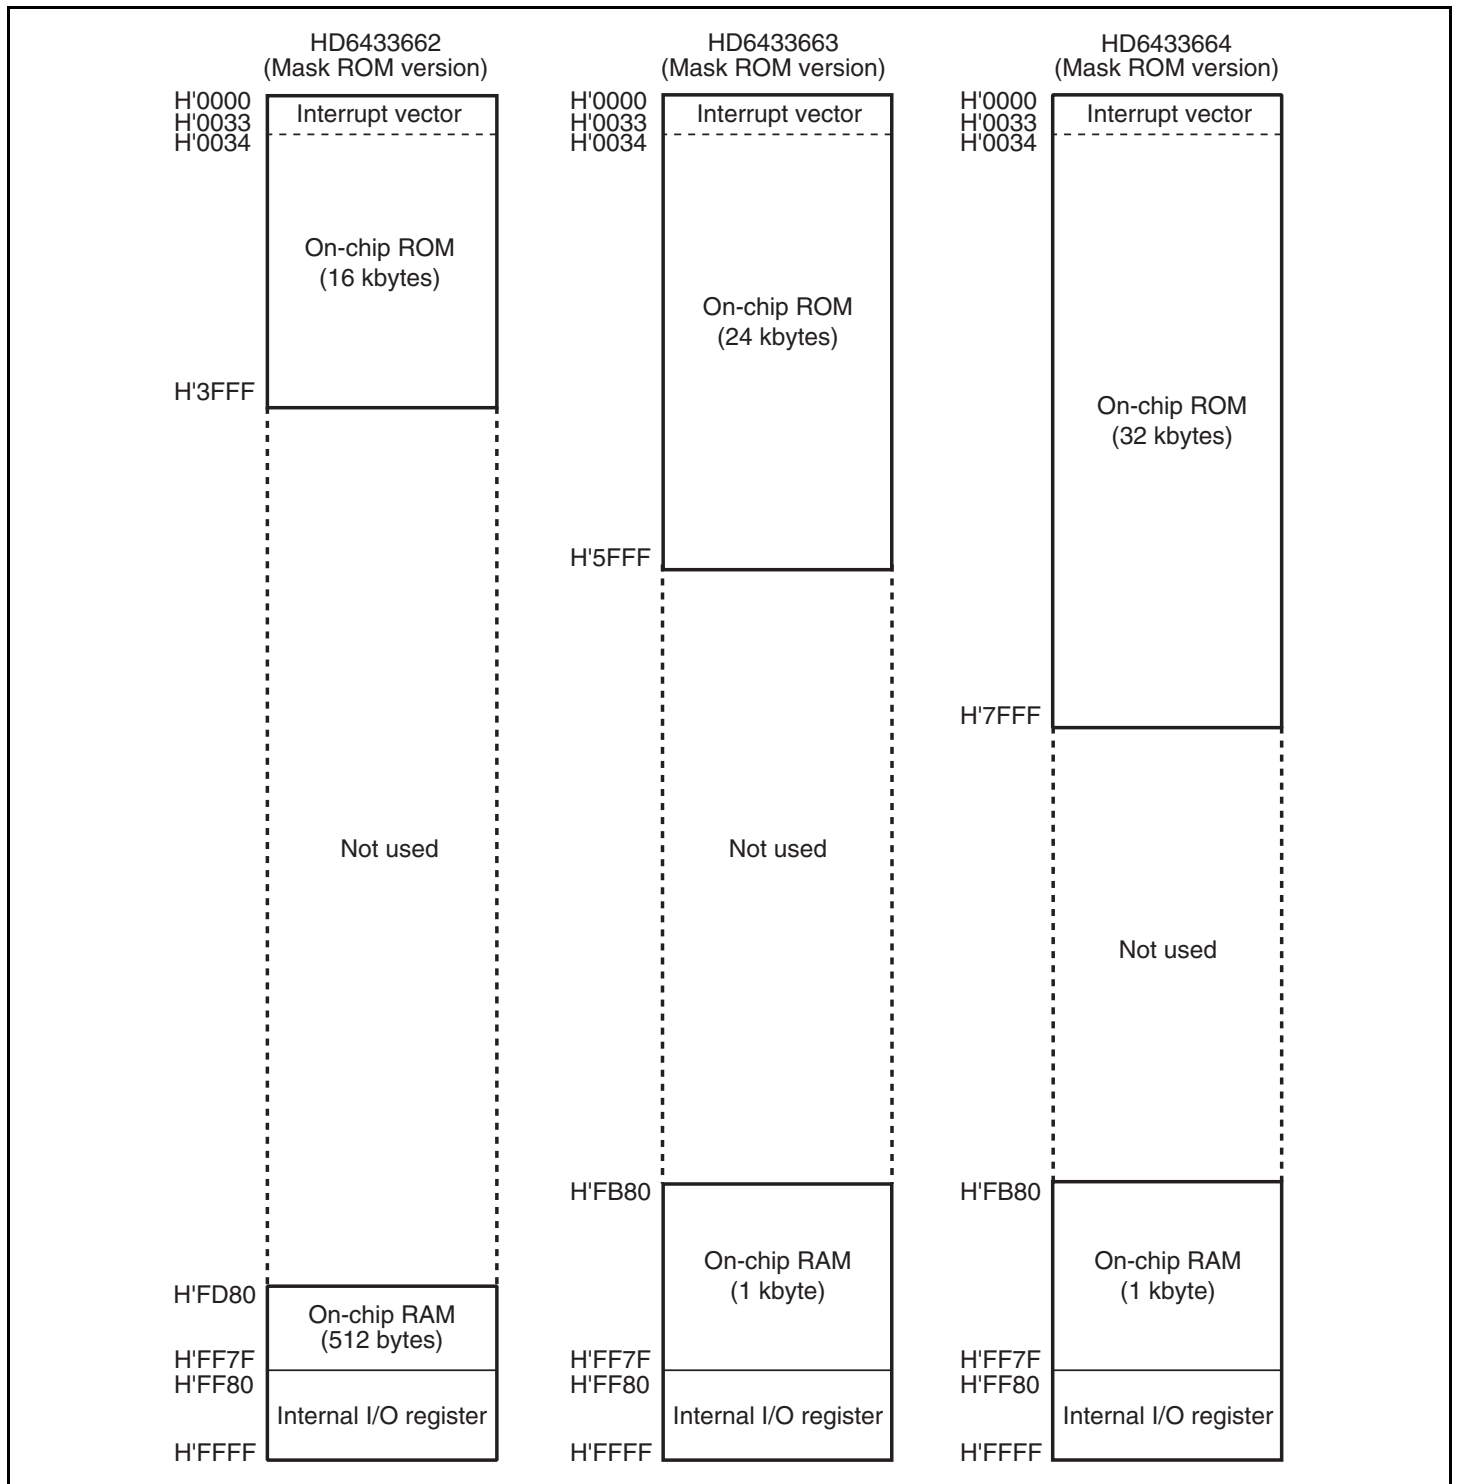 HD6433662
(Mask ROM version)
H'0000
H'0033
H'0034
Interrupt vector
On-chip ROM
(16 kbytes)
H'3FFF
Not used
H'FD80
On-chip RAM
(512 bytes)
H'FF7F
H'FF80
Internal I/O register
H'FFFF
HD6433663
(Mask ROM version)
H'0000
H'0033
H'0034
Interrupt vector
On-chip ROM
(24 kbytes)
H'5FFF
Not used
H'FB80
On-chip RAM
(1 kbyte)
H'FF7F
H'FF80
Internal I/O register
H'FFFF
HD6433664
(Mask ROM version)
H'0000
H'0033
H'0034
Interrupt vector
On-chip ROM
(32 kbytes)
H'7FFF
Not used
H'FB80
On-chip RAM
(1 kbyte)
H'FF7F
H'FF80
Internal I/O register
H'FFFF